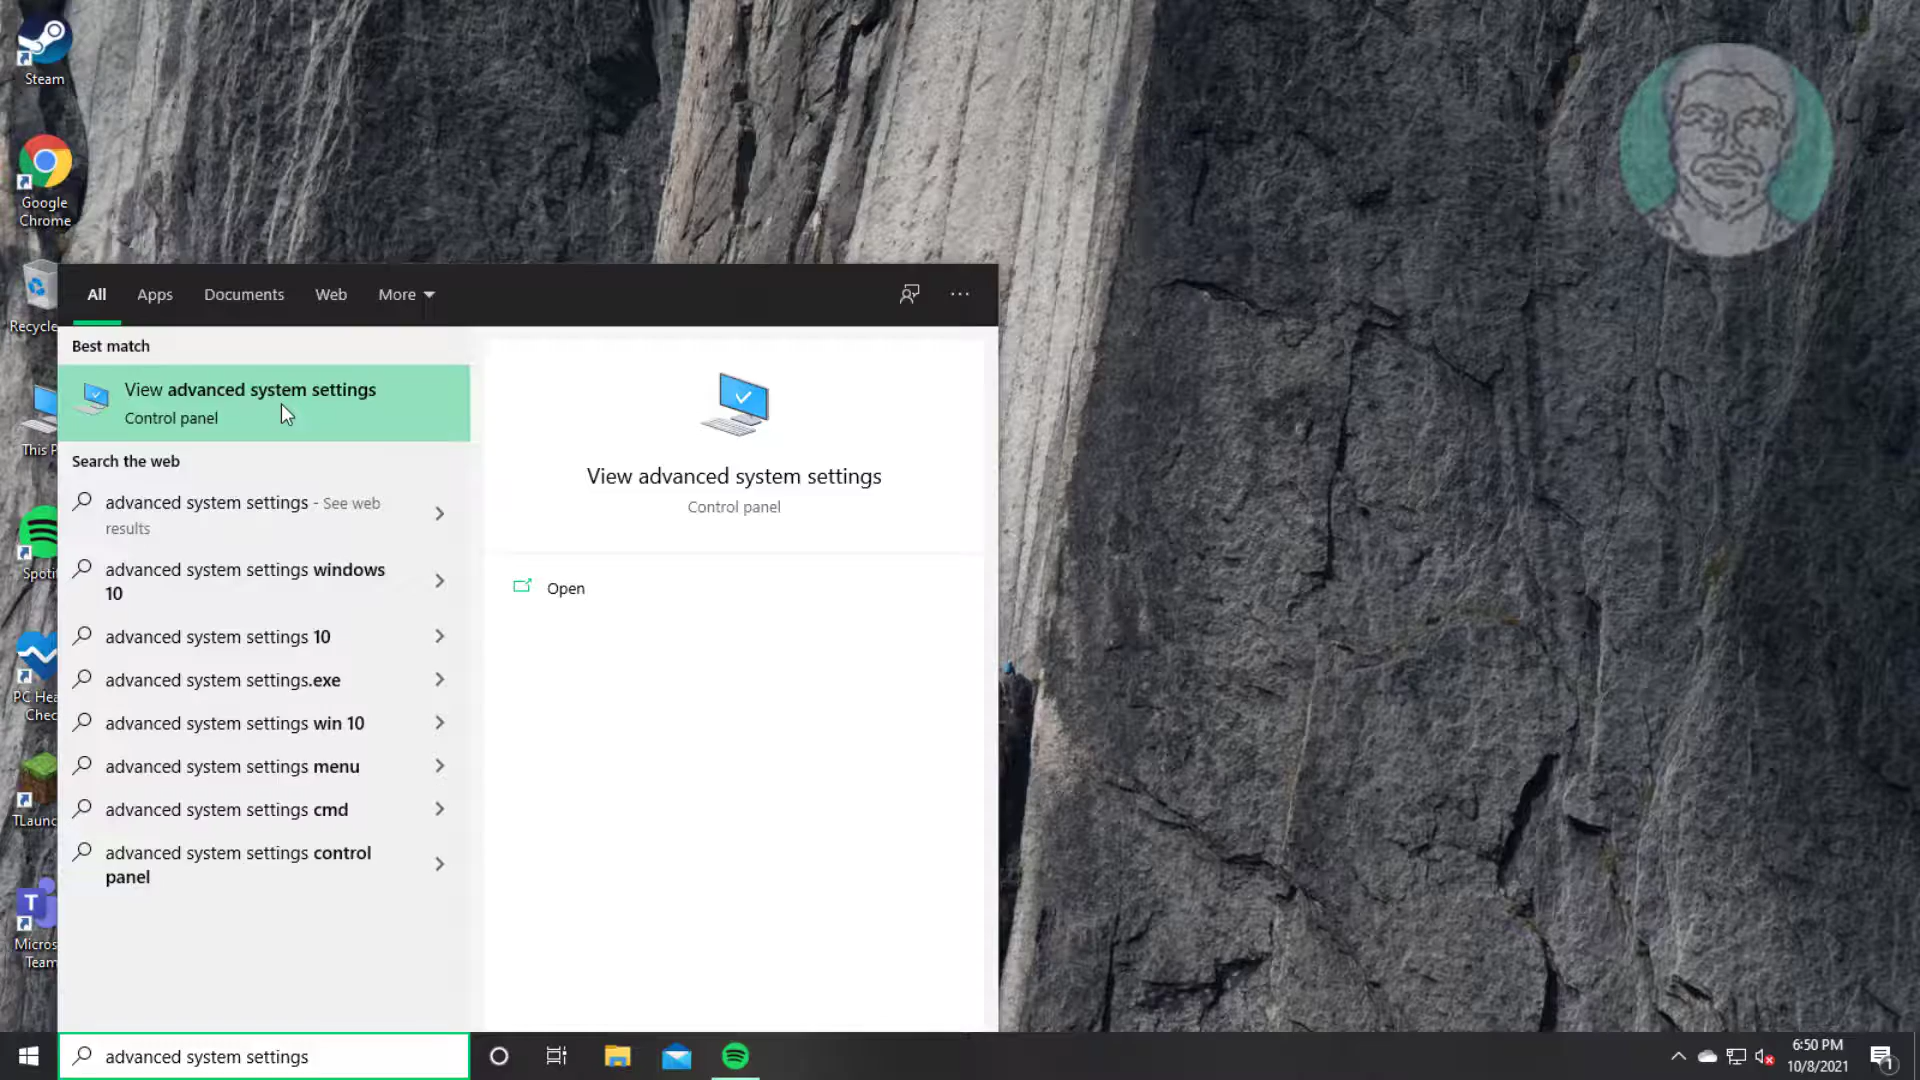 Steam
Google
Chrome
Recycle
This P
Spotif
PC Hea
Chec
TLaunc
Micros
Team
All
Apps
Documents
Web
More
Best match
View advanced system settings
Control panel
Search the web
advanced system settings - See web
results
advanced system settings windows
10
advanced system settings 10
advanced system settings.exe
advanced system settings win 10
advanced system settings menu
advanced system settings cmd
advanced system settings control
panel
View advanced system settings
Control panel
Open
advanced system settings
6:50 PM
10/8/2021
1